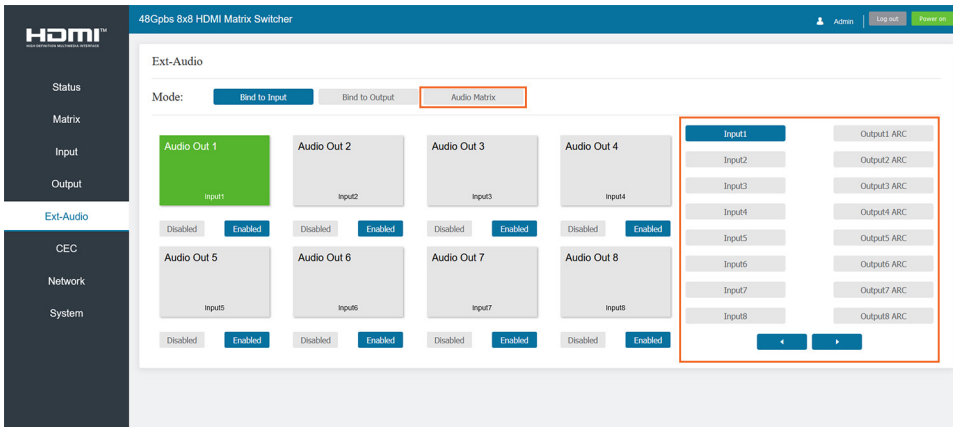 HDMI™
HIGH DEFINITION MULTIMEDIA INTERFACE
48Gpbs 8x8 HDMI Matrix Switcher
Admin
Log out
Power on
Status
Matrix
Input
Output
Ext-Audio
CEC
Network
System
Ext-Audio
Mode:
Bind to Input
Bind to Output
Audio Matrix
Audio Out 1
Input1
Audio Out 2
Input2
Audio Out 3
Input3
Audio Out 4
Input4
Disabled Enabled
Disabled Enabled
Disabled Enabled
Disabled Enabled
Audio Out 5
Input5
Audio Out 6
Input6
Audio Out 7
Input7
Audio Out 8
Input8
Disabled Enabled
Disabled Enabled
Disabled Enabled
Disabled Enabled
Input1 Output1 ARC
Input2 Output2 ARC
Input3 Output3 ARC
Input4 Output4 ARC
Input5 Output5 ARC
Input6 Output6 ARC
Input7 Output7 ARC
Input8 Output8 ARC